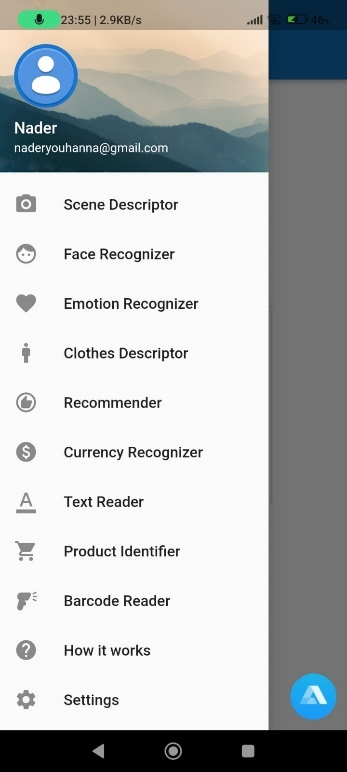 23:55 | 2.9KB/s
46
Nader
naderyouhanna@gmail.com
Scene Descriptor
Face Recognizer
Emotion Recognizer
Clothes Descriptor
Recommender
Currency Recognizer
Text Reader
Product Identifier
Barcode Reader
How it works
Settings